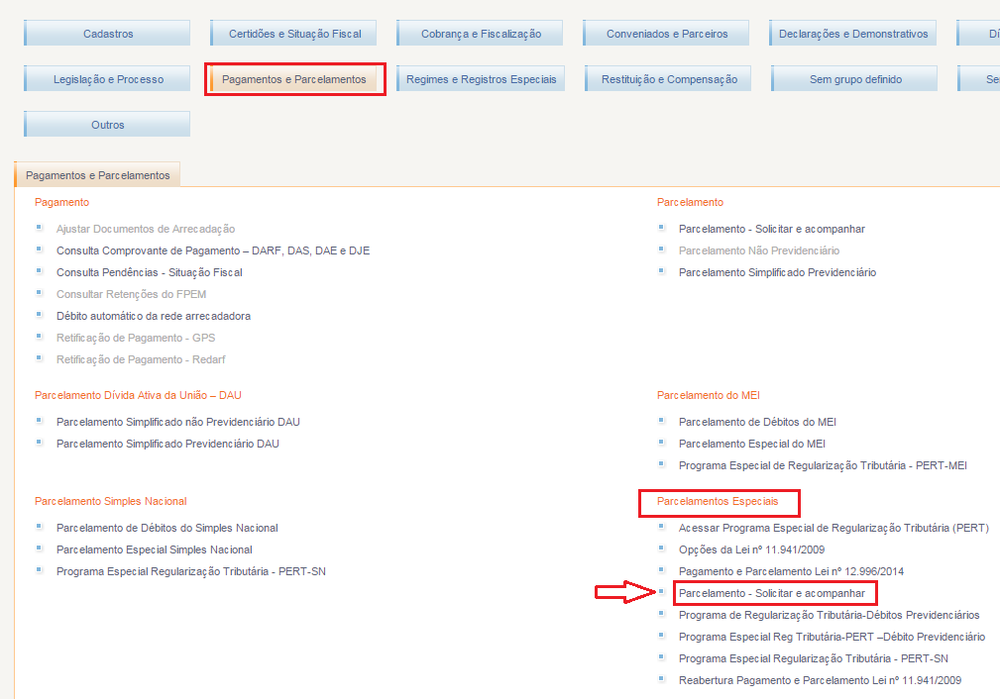 Cadastros
Certidões e Situação Fiscal
Cobrança e Fiscalização
Conveniados e Parceiros
Declarações e Demonstrativos
Legislação e Processo
Pagamentos e Parcelamentos
Regimes e Registros Especiais
Restituição e Compensação
Sem grupo definido
Outros
Pagamentos e Parcelamentos
Pagamento
Ajustar Documentos de Arrecadação
Consulta Comprovante de Pagamento – DARF, DAS, DAE e DJE
Consulta Pendências - Situação Fiscal
Consultar Retenções do FPEM
Débito automático da rede arrecadadora
Retificação de Pagamento - GPS
Retificação de Pagamento - Redarf
Parcelamento
Parcelamento - Solicitar e acompanhar
Parcelamento Não Previdenciário
Parcelamento Simplificado Previdenciário
Parcelamento Dívida Ativa da União – DAU
Parcelamento Simplificado não Previdenciário DAU
Parcelamento Simplificado Previdenciário DAU
Parcelamento do MEI
Parcelamento de Débitos do MEI
Parcelamento Especial do MEI
Programa Especial de Regularização Tributária - PERT-MEI
Parcelamento Simples Nacional
Parcelamento de Débitos do Simples Nacional
Parcelamento Especial Simples Nacional
Programa Especial Regularização Tributária - PERT-SN
Parcelamentos Especiais
Acessar Programa Especial de Regularização Tributária (PERT)
Opções da Lei nº 11.941/2009
Pagamento e Parcelamento Lei nº 12.996/2014
Parcelamento - Solicitar e acompanhar
Programa de Regularização Tributária-Débitos Previdenciários
Programa Especial Reg Tributária-PERT –Débito Previdenciário
Programa Especial Regularização Tributária - PERT-SN
Reabertura Pagamento e Parcelamento Lei nº 11.941/2009